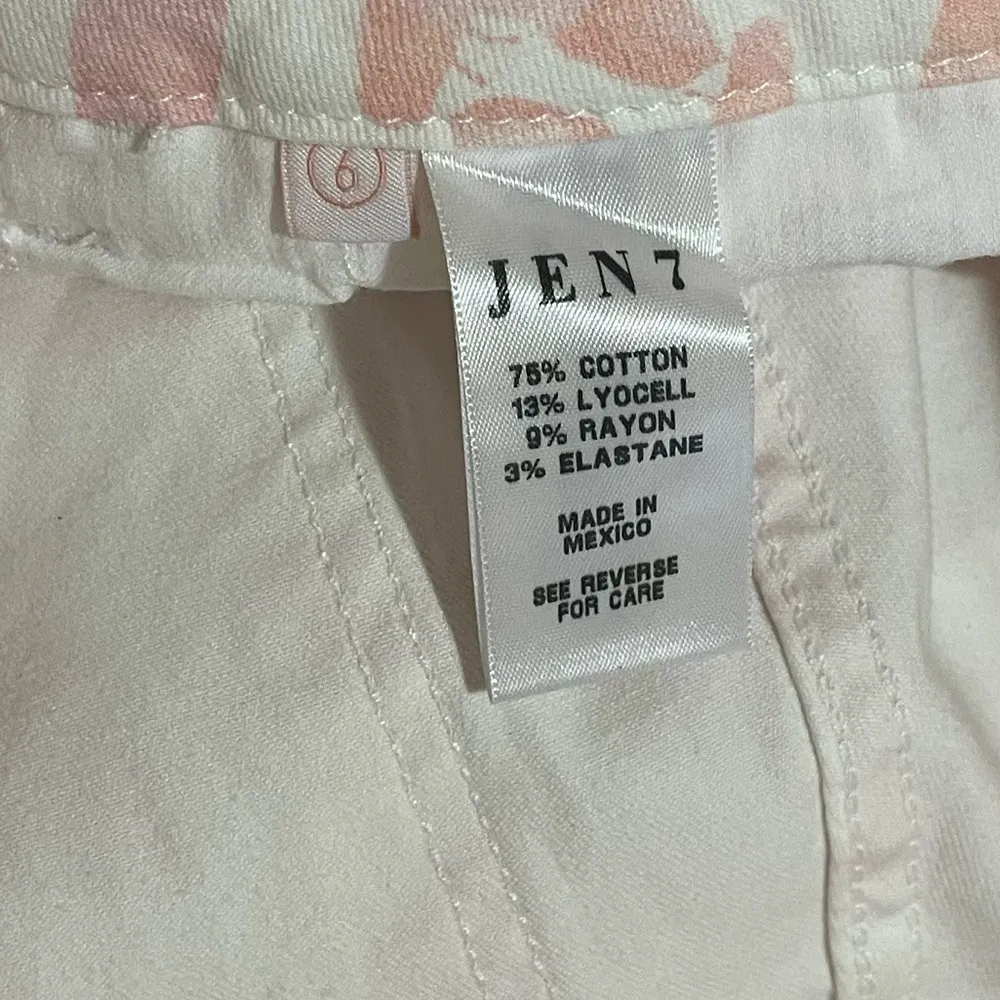 6
JEN7
75% COTTON
13% LYOCELL
9% RAYON
3% ELASTANE
MADE IN
MEXICO
SEE REVERSE
FOR CARE